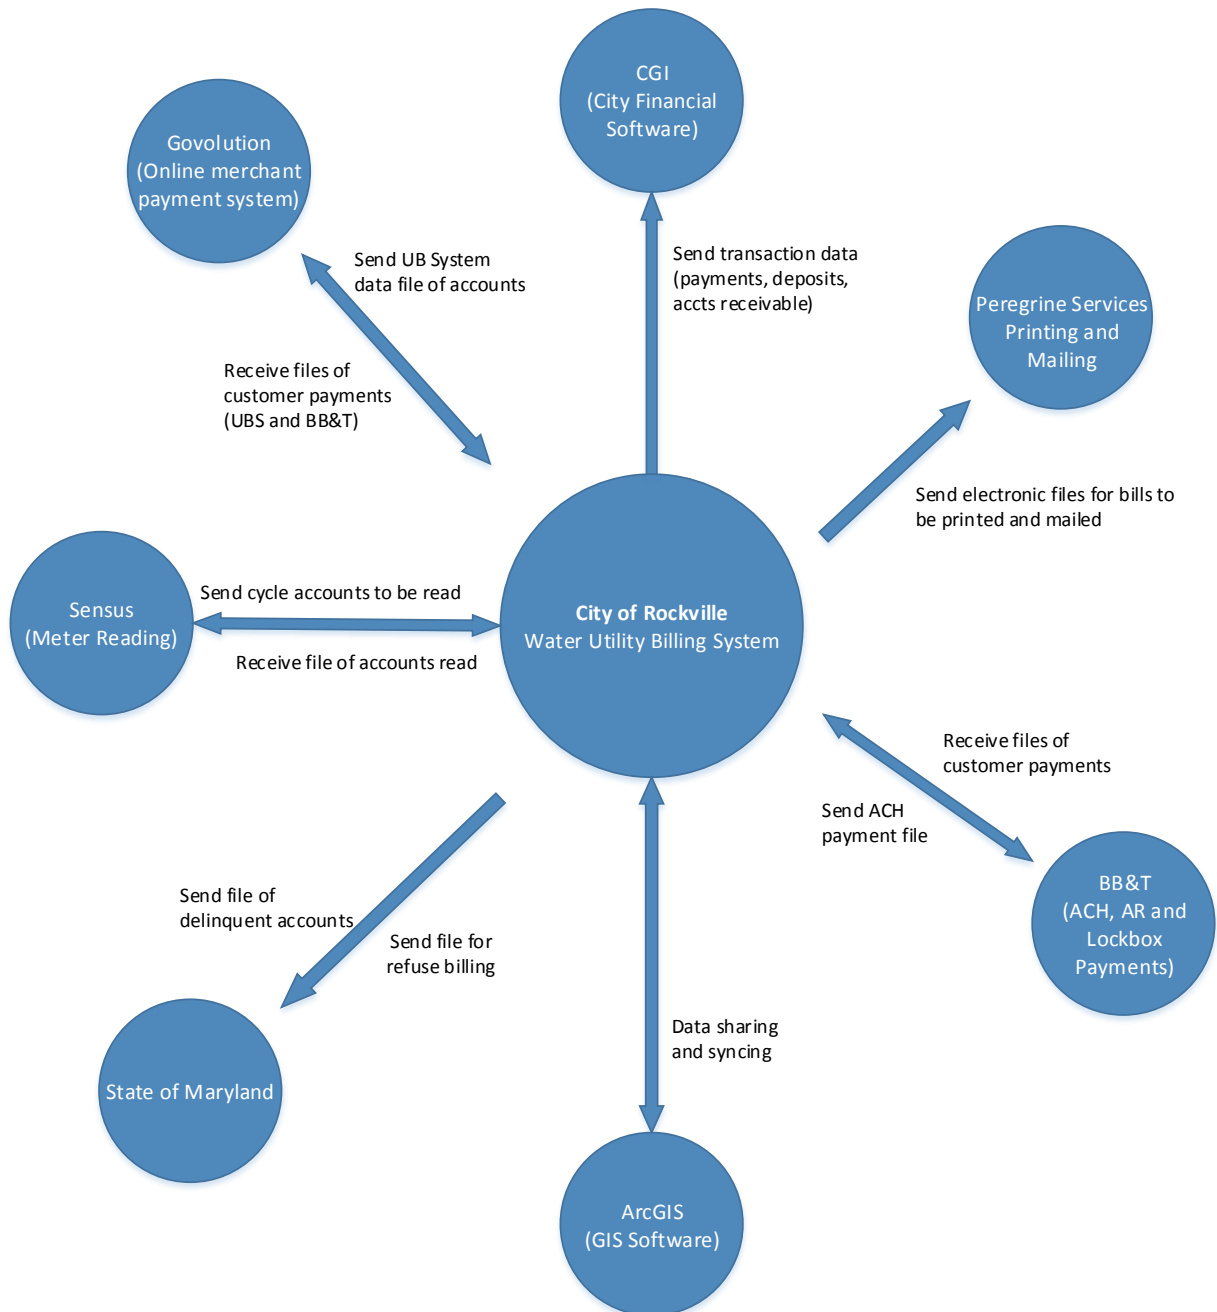 CGI
(City Financial
Software)
Govolution
(Online merchant
payment system)
Send UB System
data file of accounts
Send transaction data
(payments, deposits,
accts receivable)
Peregrine Services
Printing and
Mailing
Receive files of
customer payments
(UBS and BB&T)
Send electronic files for bills to
be printed and mailed
Send cycle accounts to be read
Sensus
(Meter Reading)
Receive file of accounts read
City of Rockville
Water Utility Billing System
Receive files of
customer payments
Send ACH
payment file
BB&T
(ACH, AR and
Lockbox
Payments)
Send file of
delinquent accounts
Send file for
refuse billing
Data sharing
and syncing
State of Maryland
ArcGIS
(GIS Software)